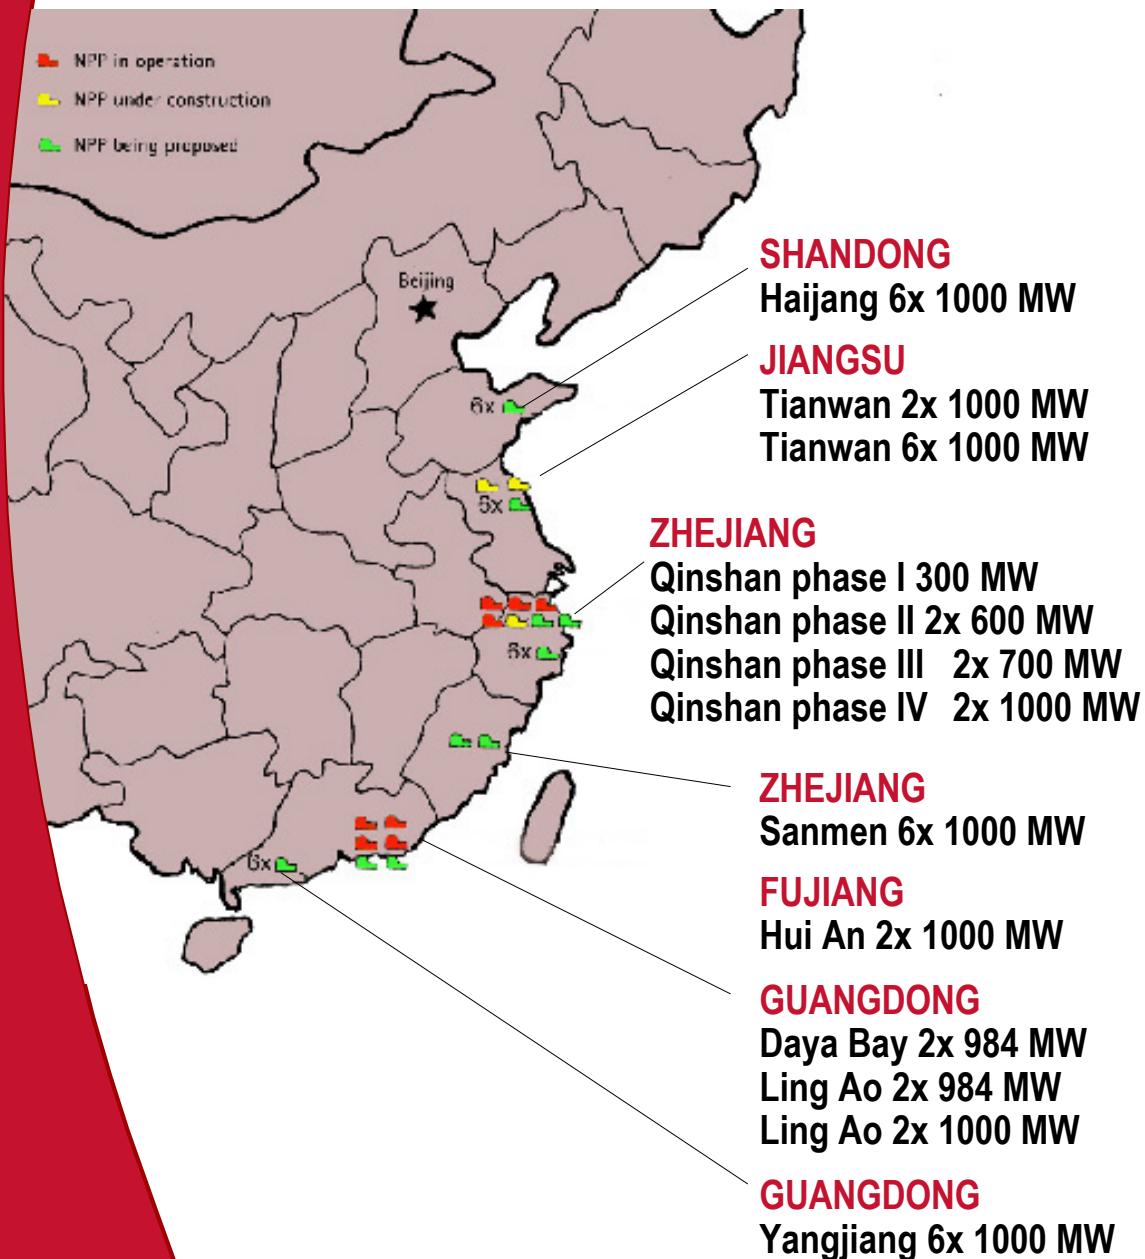 NPP in operation
NPP under construction
NPP being proposed
Beijing
SHANDONG
Haijang 6x 1000 MW
JIANGSU
Tianwan 2x 1000 MW
Tianwan 6x 1000 MW
6x
6x
ZHEJIANG
Qinshan phase I 300 MW
Qinshan phase II 2x 600 MW
Qinshan phase III 2x 700 MW
Qinshan phase IV 2x 1000 MW
6x
ZHEJIANG
Sanmen 6x 1000 MW
6x
FUJIANG
Hui An 2x 1000 MW
GUANGDONG
Daya Bay 2x 984 MW
Ling Ao 2x 984 MW
Ling Ao 2x 1000 MW
GUANGDONG
Yangjiang 6x 1000 MW